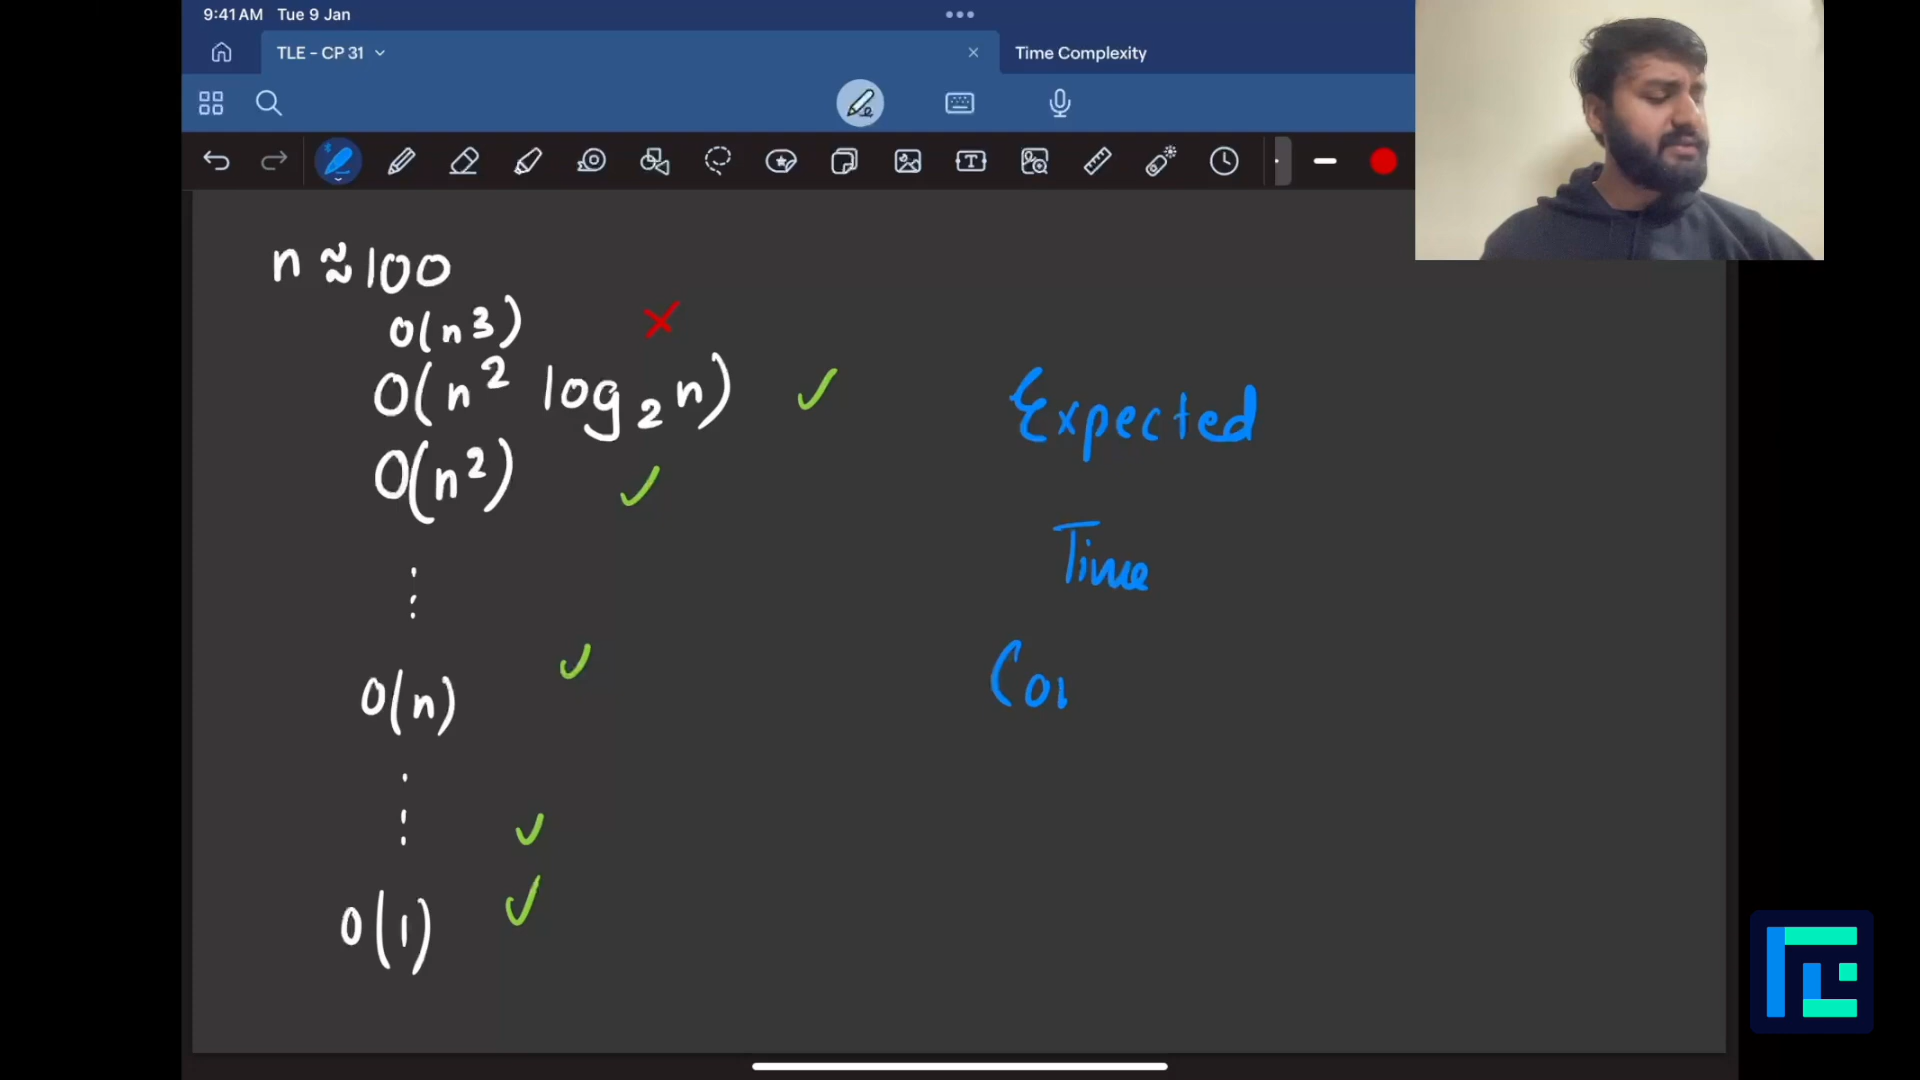 9:41 AM Tue 9 Jan
TLE - CP 31
Time Complexity
n ≈ 100
O(n3)
O(n² log₂n)
O(n²)
O(n)
O(1)
Expected
Time